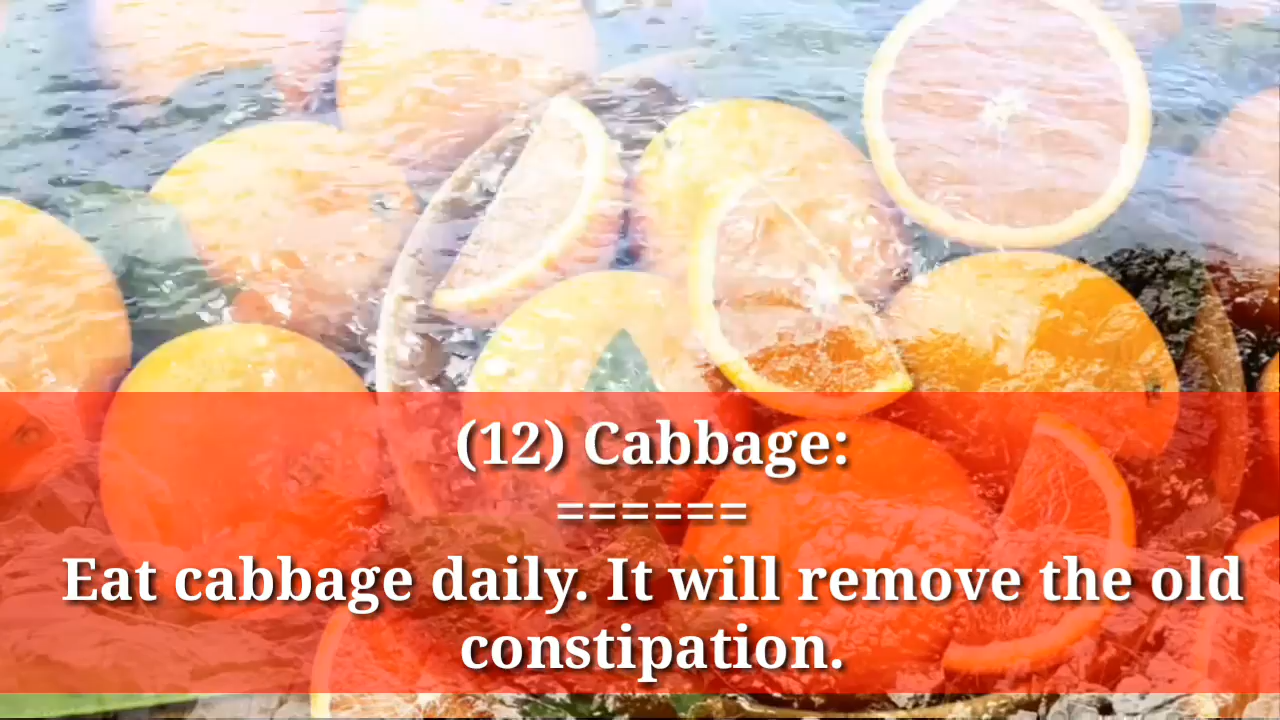 (12) Cabbage:
======
Eat cabbage daily. It will remove the old
constipation.